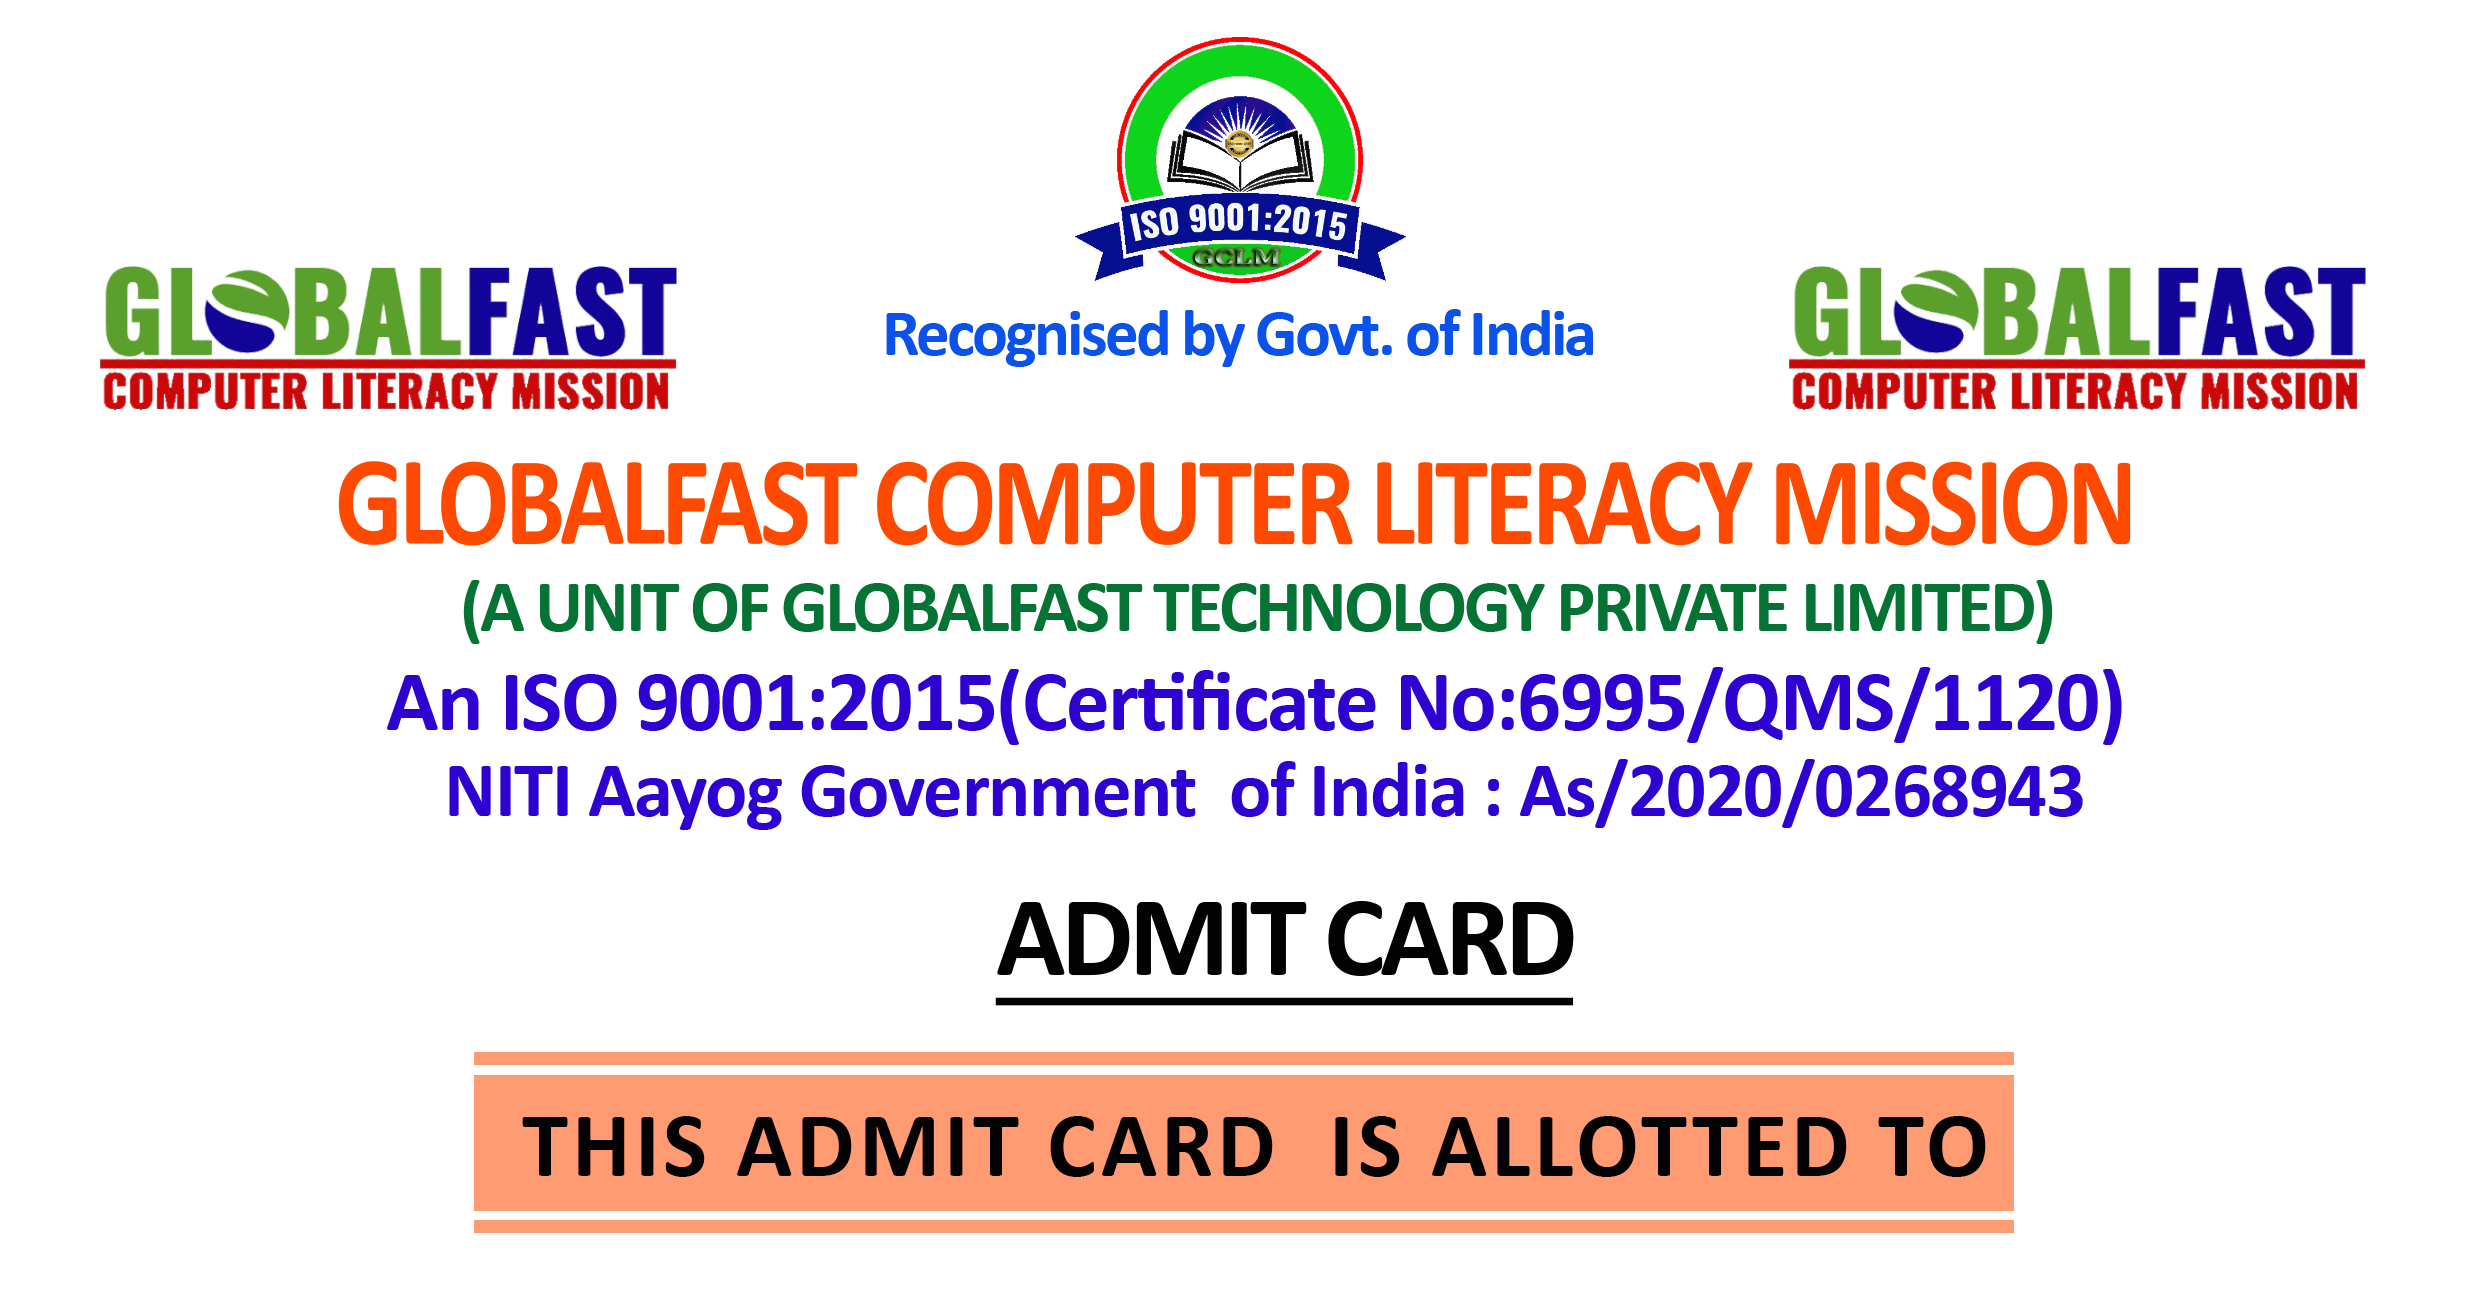 ISO 9001:2015
GCLM
Recognised by Govt. of India
GLOBALFAST
COMPUTER LITERACY MISSION
GLOBALFAST
COMPUTER LITERACY MISSION
GLOBALFAST COMPUTER LITERACY MISSION
(A UNIT OF GLOBALFAST TECHNOLOGY PRIVATE LIMITED)
An ISO 9001:2015(Certificate No:6995/QMS/1120)
NITI Aayog Government of India : As/2020/0268943
ADMIT CARD
THIS ADMIT CARD IS ALLOTTED TO